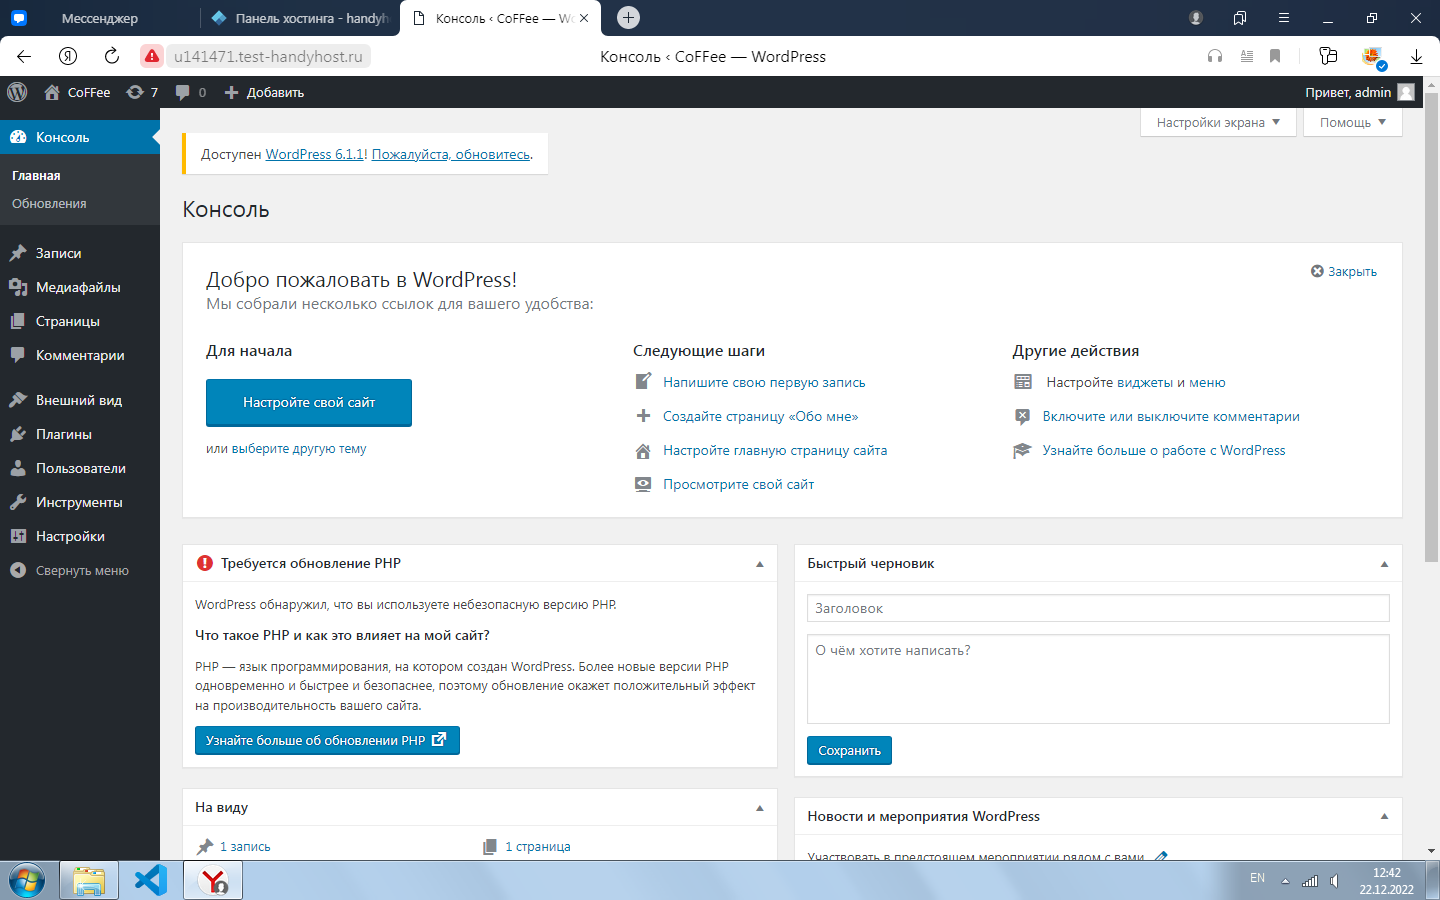 Мессенджер
Панель хостинга - handyh
Консоль ‹ CoFFee — Wo
u141471.test-handyhost.ru
Консоль ‹ CoFFee — WordPress
CoFFee
7
0
Добавить
Привет, admin
Консоль
Главная
Обновления
Записи
Медиафайлы
Страницы
Комментарии
Внешний вид
Плагины
Пользователи
Инструменты
Настройки
Свернуть меню
Настройки экрана
Помощь
Доступен WordPress 6.1.1! Пожалуйста, обновитесь.
Консоль
Добро пожаловать в WordPress!
Мы собрали несколько ссылок для вашего удобства:
Закрыть
Для начала
Настройте свой сайт
или выберите другую тему
Следующие шаги
Напишите свою первую запись
Создайте страницу «Обо мне»
Настройте главную страницу сайта
Просмотрите свой сайт
Другие действия
Настройте виджеты и меню
Включите или выключите комментарии
Узнайте больше о работе с WordPress
Требуется обновление PHP
WordPress обнаружил, что вы используете небезопасную версию PHP.
Что такое PHP и как это влияет на мой сайт?
PHP — язык программирования, на котором создан WordPress. Более новые версии PHP
одновременно и быстрее и безопаснее, поэтому обновление окажет положительный эффект
на производительность вашего сайта.
Узнайте больше об обновлении PHP
На виду
1 запись
1 страница
Быстрый черновик
Заголовок
О чём хотите написать?
Сохранить
Новости и мероприятия WordPress
Участвовать в предстоящем мероприятии рядом с вами.
EN
12:42
22.12.2022